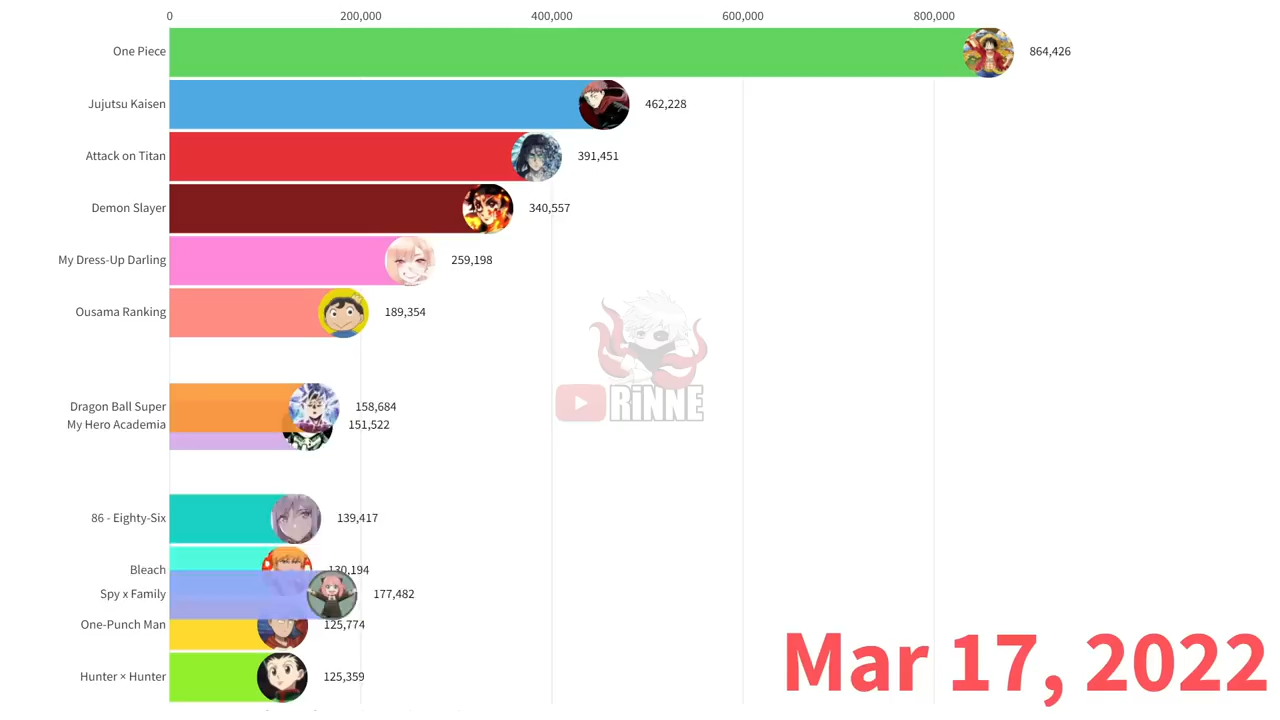 0 200,000 400,000 600,000 800,000
One Piece 864,426
Jujutsu Kaisen 462,228
Attack on Titan 391,451
Demon Slayer 340,557
My Dress-Up Darling 259,198
Ousama Ranking 189,354
RiNNE
Dragon Ball Super 158,684
My Hero Academia 151,522
86 - Eighty-Six 139,417
Bleach 130,194
Spy x Family 177,482
One-Punch Man 125,774
Hunter × Hunter 125,359
Mar 17, 2022